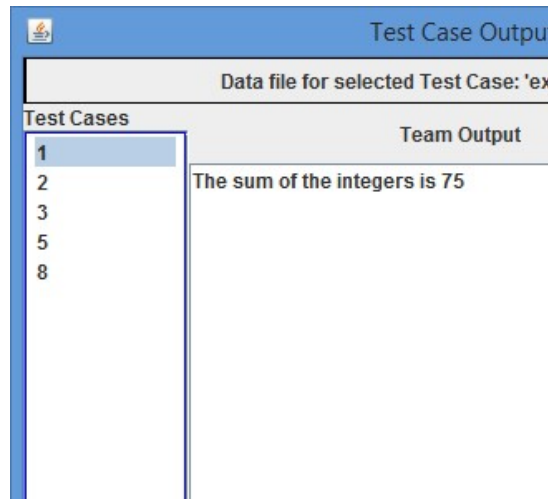 Test Case Outpu
Data file for selected Test Case: 'ex
Test Cases
Team Output
1
2
3
5
8
The sum of the integers is 75